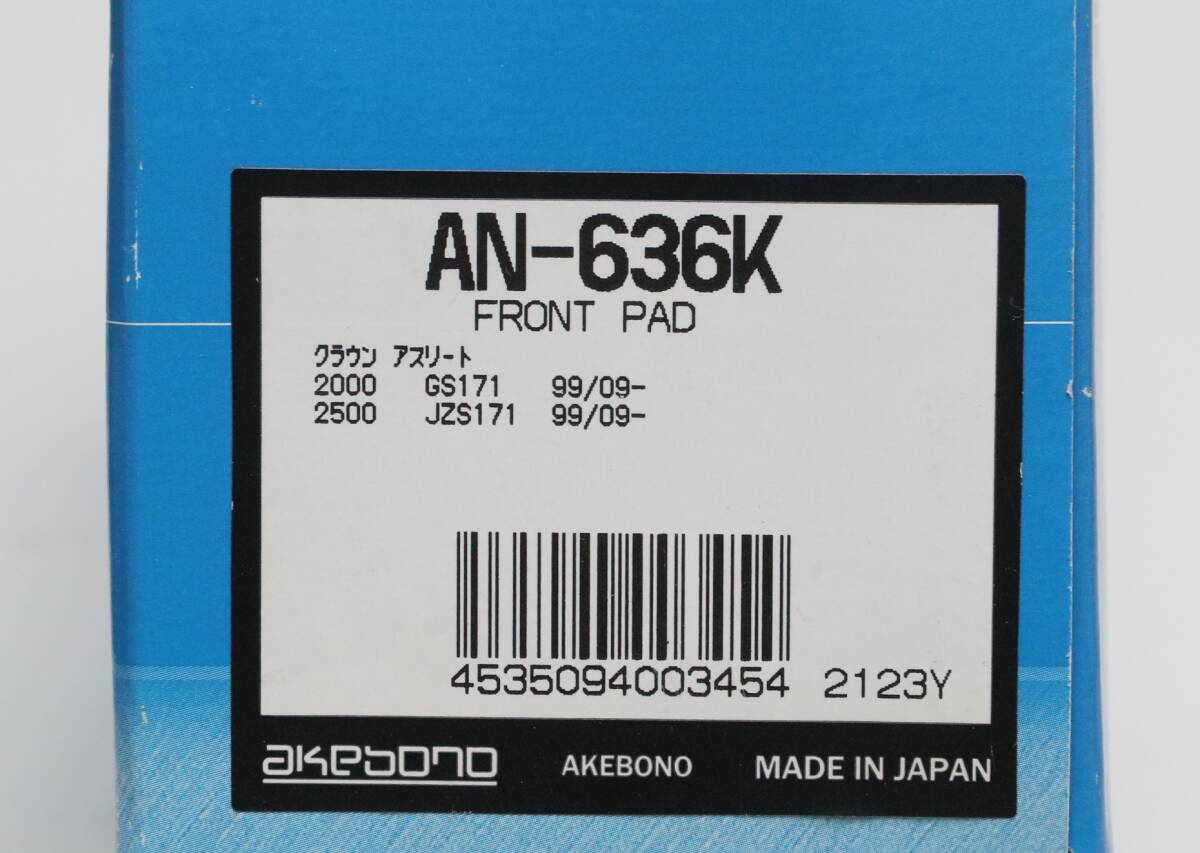 AN-636K
FRONT PAD
クラウン アスリート
2000 GS171 99/09-
2500 JZS171 99/09-
4535094003454 2123Y
akebono AKEBONO MADE IN JAPAN